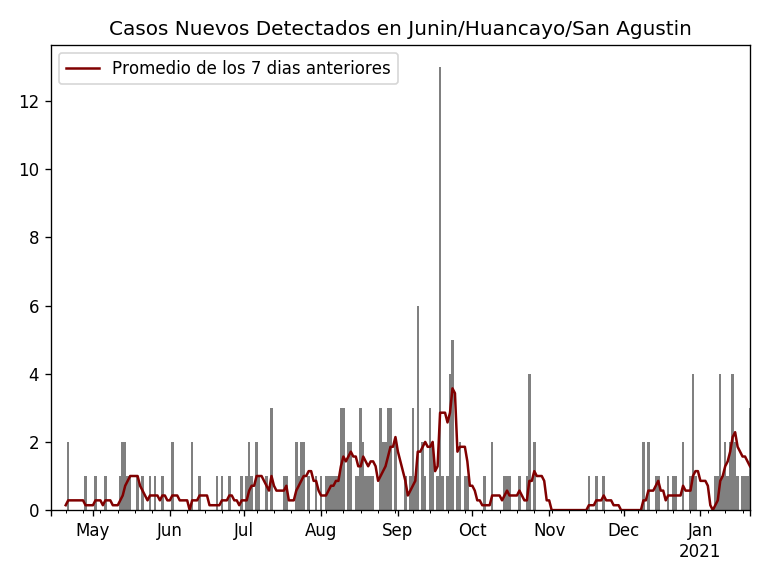 Casos Nuevos Detectados en Junin/Huancayo/San Agustin
Promedio de los 7 dias anteriores
12
10
8
6
4
2
0
May Jun Jul Aug Sep Oct Nov Dec Jan
2021